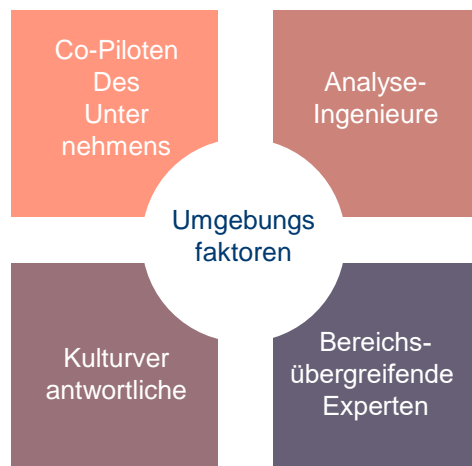 Co-Piloten
Des
Unter
nehmens
Analyse-
Ingenieure
Umgebungs
faktoren
Kulturver
antwortliche
Bereichs-
übergreifende
Experten